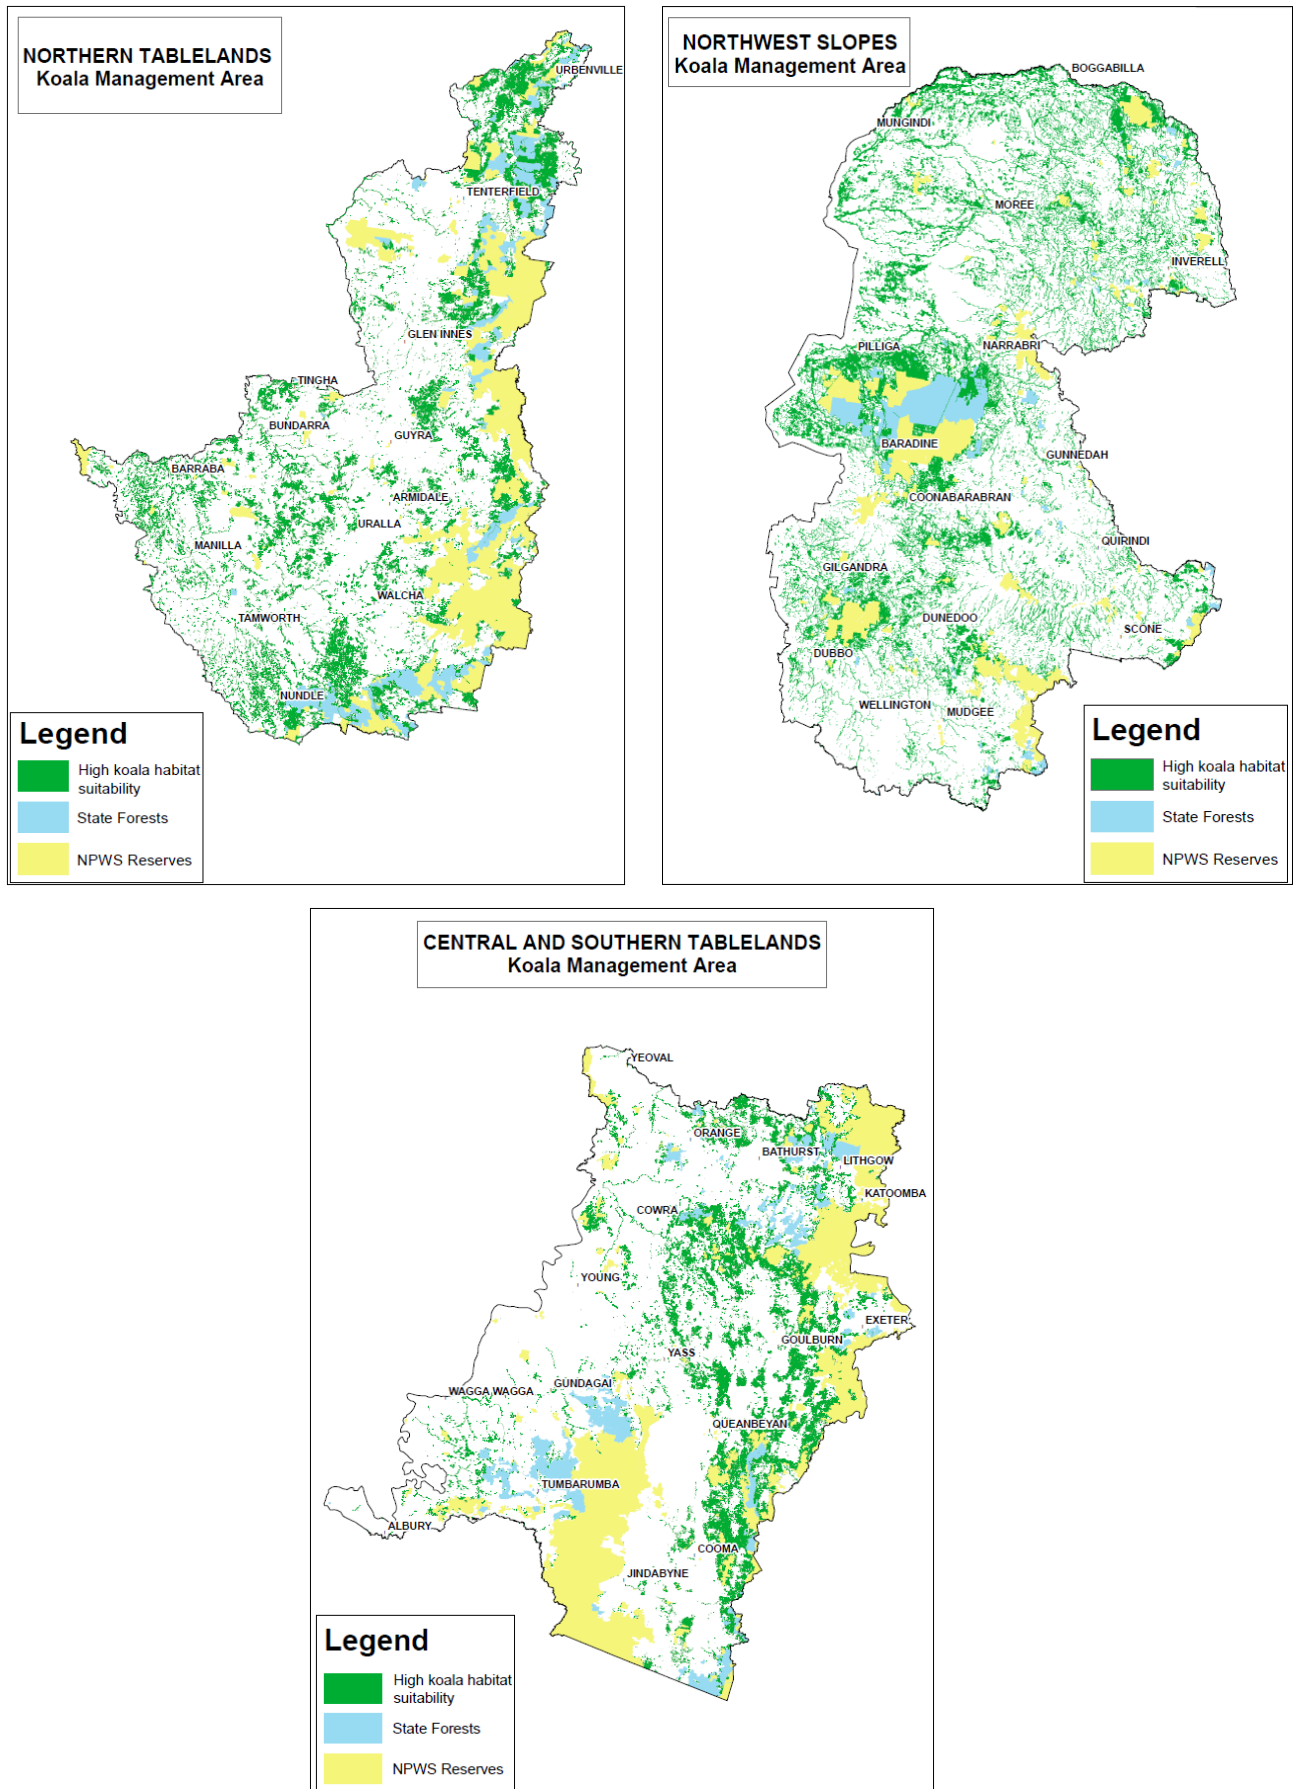 NORTHERN TABLELANDS
Koala Management Area
URBENVILLE
TENTERFIELD
GLEN INNES
TINGHA
BUNDARRA
GUYRA
BARRABA
ARMIDALE
URALLA
MANILLA
WALCHA
TAMWORTH
NUNDLE
Legend
High koala habitat
suitability
State Forests
NPWS Reserves
NORTHWEST SLOPES
Koala Management Area
BOGGABILLA
MUNGINDI
MOREE
INVERELL
PILLIGA
NARRABRI
BARADINE
GUNNEDAH
COONABARABRAN
QUIRINDI
GILGANDRA
DUNEDOO
SCONE
DUBBO
WELLINGTON
MUDGEE
Legend
High koala habitat
suitability
State Forests
NPWS Reserves
CENTRAL AND SOUTHERN TABLELANDS
Koala Management Area
YEOVAL
ORANGE
BATHURST
LITHGOW
KATOOMBA
COWRA
YOUNG
EXETER
GOULBURN
YASS
GUNDAGAI
WAGGA WAGGA
QUEANBEYAN
TUMBARUMBA
ALBURY
COOMA
JINDABYNE
Legend
High koala habitat
suitability
State Forests
NPWS Reserves